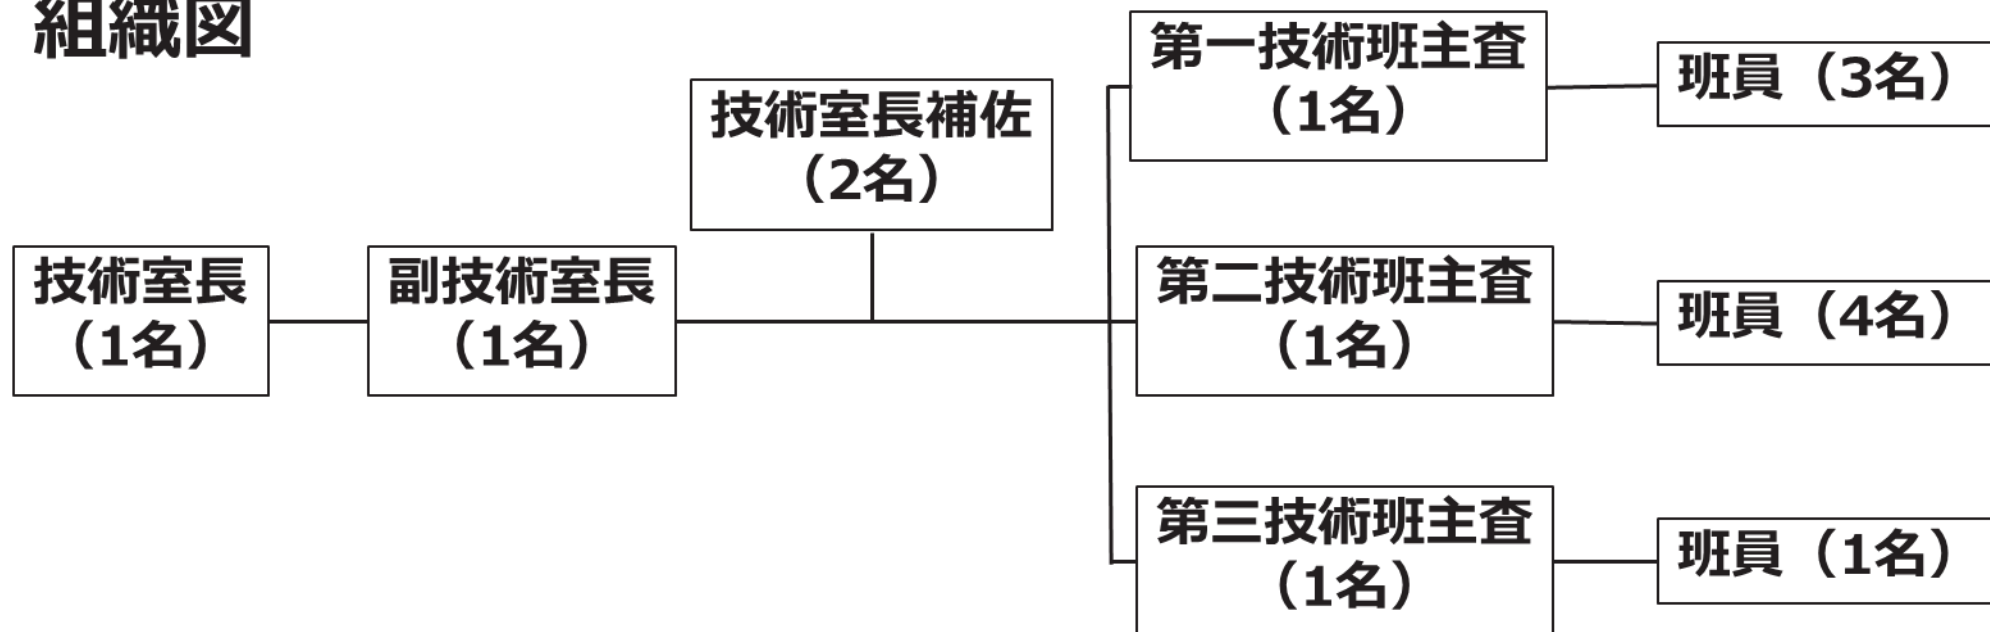 組織図
技術室長
（1名）
副技術室長
（1名）
技術室長補佐
（2名）
第一技術班主査
（1名）
班員（3名）
第二技術班主査
（1名）
班員（4名）
第三技術班主査
（1名）
班員（1名）